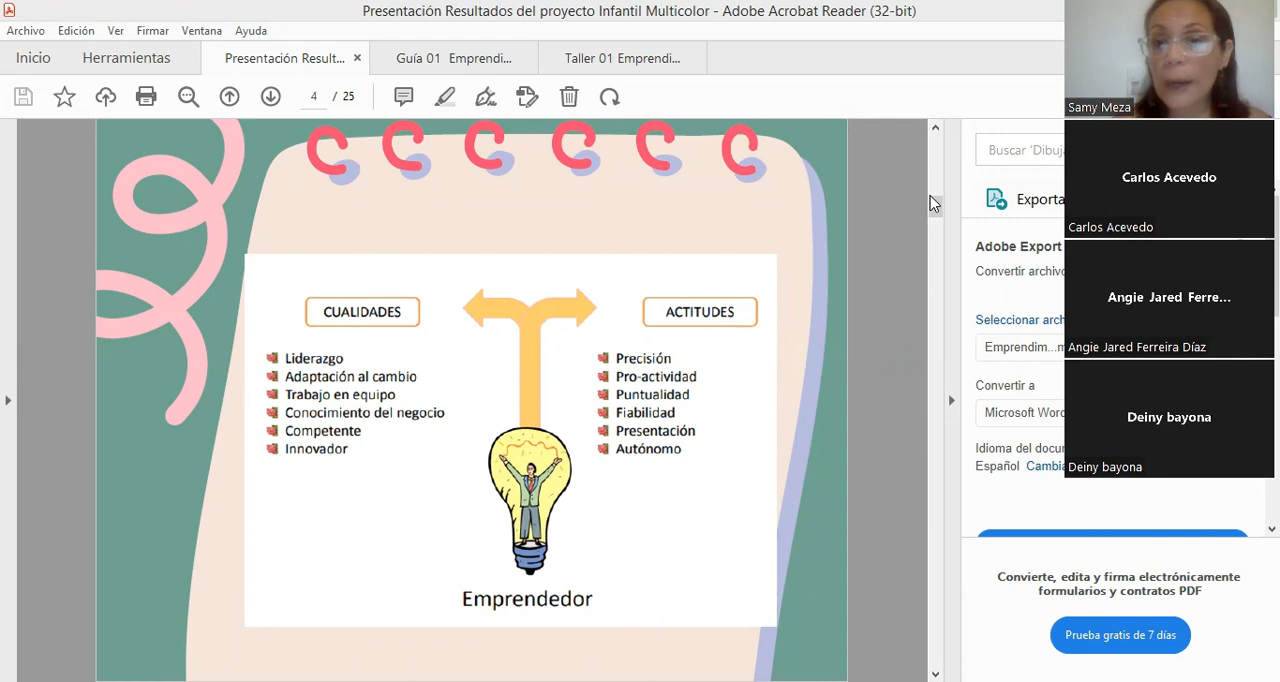 Presentación Resultados del proyecto Infantil Multicolor - Adobe Acrobat Reader (32-bit)
Archivo Edición Ver Firmar Ventana Ayuda
Inicio Herramientas Presentación Result... Guía 01 Emprendi... Taller 01 Emprendi...
4 / 25
CUALIDADES
Liderazgo
Adaptación al cambio
Trabajo en equipo
Conocimiento del negocio
Competente
Innovador
ACTITUDES
Precisión
Pro-actividad
Puntualidad
Fiabilidad
Presentación
Autónomo
Emprendedor
Buscar 'Dibuj
Exporta
Adobe Export
Convertir archivo
Seleccionar arch
Emprendim...m
Convertir a
Microsoft Word
Idioma del docum
Español Cambia
Convierte, edita y firma electrónicamente
formularios y contratos PDF
Prueba gratis de 7 días
Samy Meza
Carlos Acevedo
Carlos Acevedo
Angie Jared Ferre...
Angie Jared Ferreira Díaz
Deiny bayona
Deiny bayona